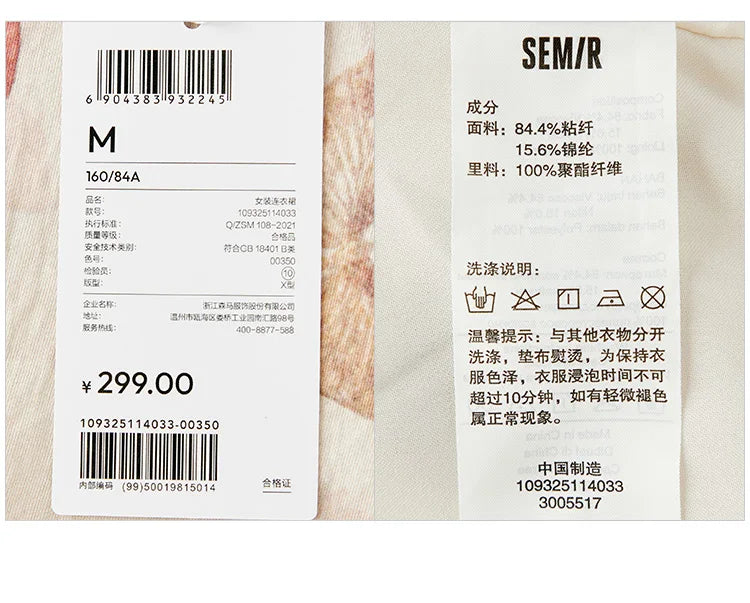 6 904383 932245
M
160/84A
品名: 女装连衣裙
款号: 109325114033
执行标准: Q/ZSM 108-2021
质量等级: 合格品
安全技术类别: 符合GB 18401 B类
色号: 00350
检验员: 10
版型: X型
企业名称: 浙江森马服饰股份有限公司
地址: 温州市瓯海区娄桥工业园南汇路98号
服务热线: 400-8877-588
¥ 299.00
109325114033-00350
内部编码 (99)50019815014
合格证
SEMIR
成分
面料: 84.4%粘纤
15.6%锦纶
里料: 100%聚酯纤维
洗涤说明:
温馨提示: 与其他衣物分开
洗涤, 垫布熨烫, 为保持衣
服色泽, 衣服浸泡时间不可
超过10分钟, 如有轻微褪色
属正常现象。
中国制造
109325114033
3005517